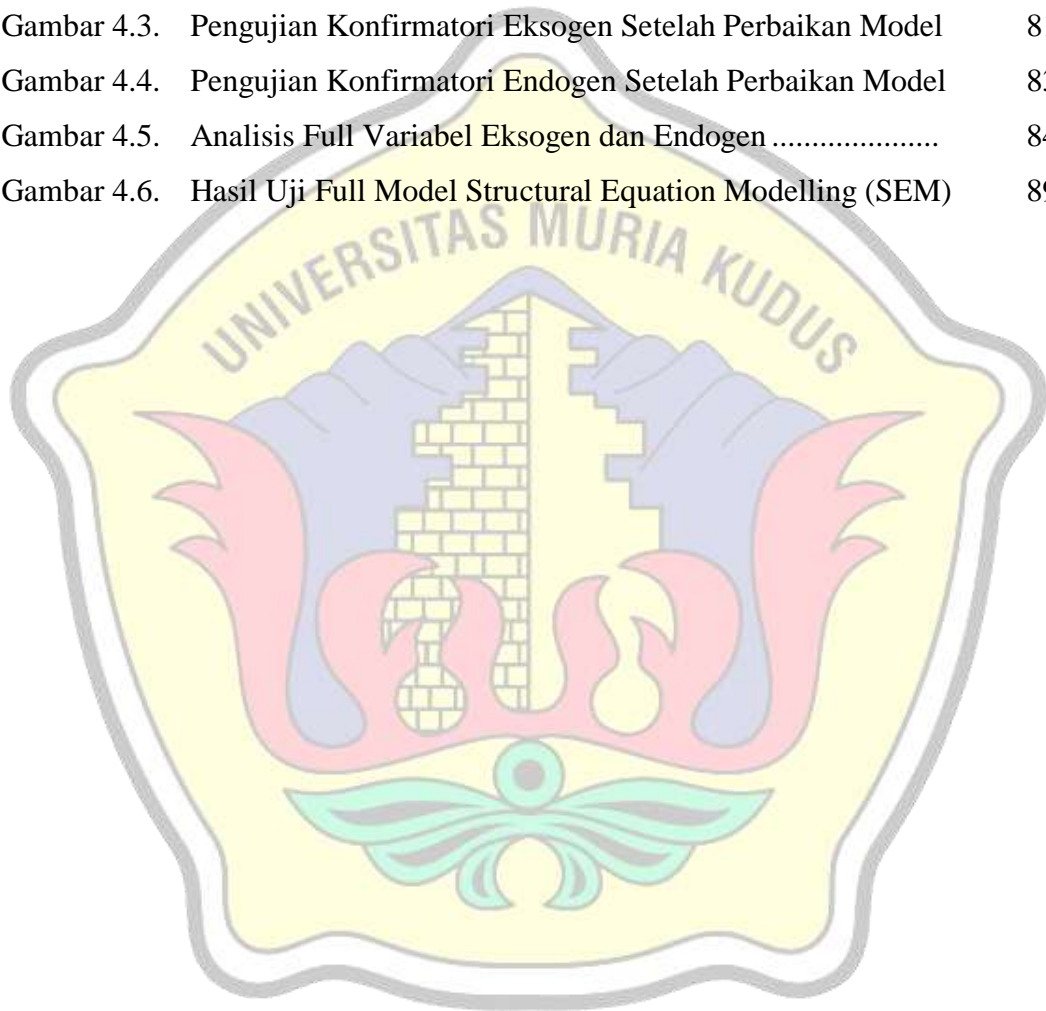 Gambar 4.3. Pengujian Konfirmatori Eksogen Setelah Perbaikan Model 8
Gambar 4.4. Pengujian Konfirmatori Endogen Setelah Perbaikan Model 83
Gambar 4.5. Analisis Full Variabel Eksogen dan Endogen ..................... 84
Gambar 4.6. Hasil Uji Full Model Structural Equation Modelling (SEM) 89
UNIVERSITAS MURIA KUDUS